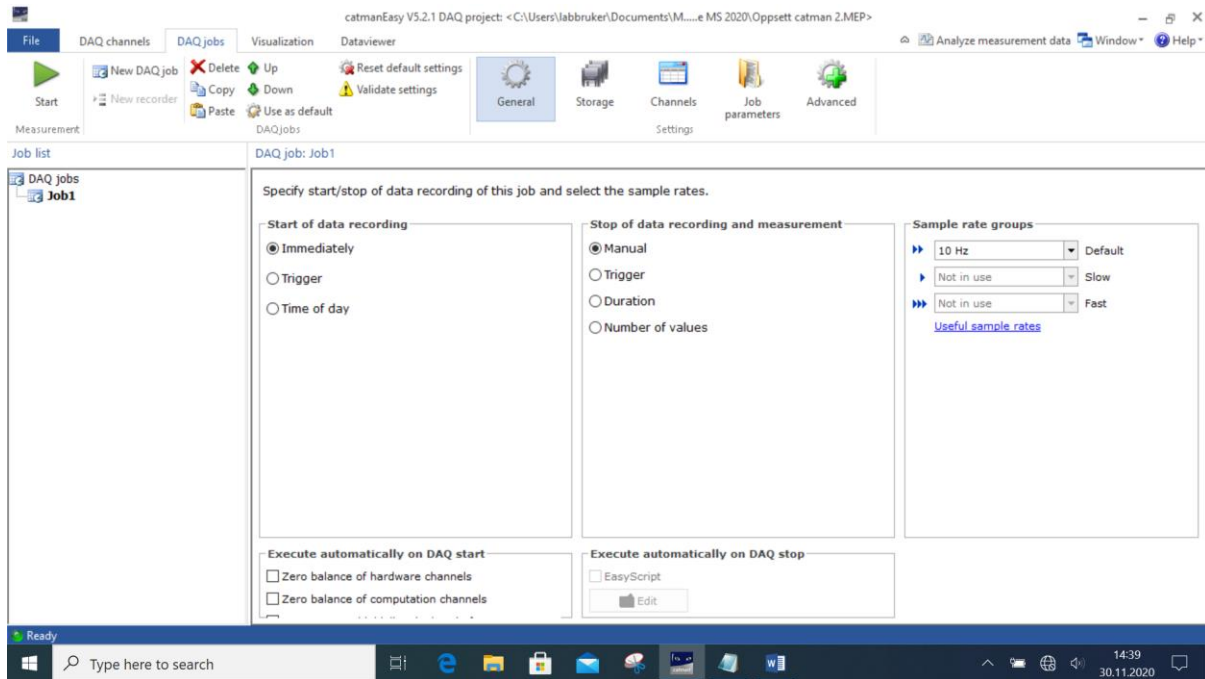 catmanEasy V5.2.1 DAQ project: <C:\Users\labbruker\Documents\M.....e MS 2020\Oppsett catman 2.MEP>
File DAQ channels DAQ jobs Visualization Dataviewer Analyze measurement data Window Help
Start
New DAQ job
New recorder
Delete
Copy
Paste
Up
Down
Use as default
Reset default settings
Validate settings
General
Storage
Channels
Job parameters
Advanced
Measurement DAQ jobs Settings
Job list
DAQ jobs
Job1
DAQ job: Job1
Specify start/stop of data recording of this job and select the sample rates.
Start of data recording
Immediately
Trigger
Time of day
Stop of data recording and measurement
Manual
Trigger
Duration
Number of values
Sample rate groups
10 Hz Default
Not in use Slow
Not in use Fast
Useful sample rates
Execute automatically on DAQ start
Zero balance of hardware channels
Zero balance of computation channels
Execute automatically on DAQ stop
EasyScript
Edit
Ready
Type here to search
14:39
30.11.2020